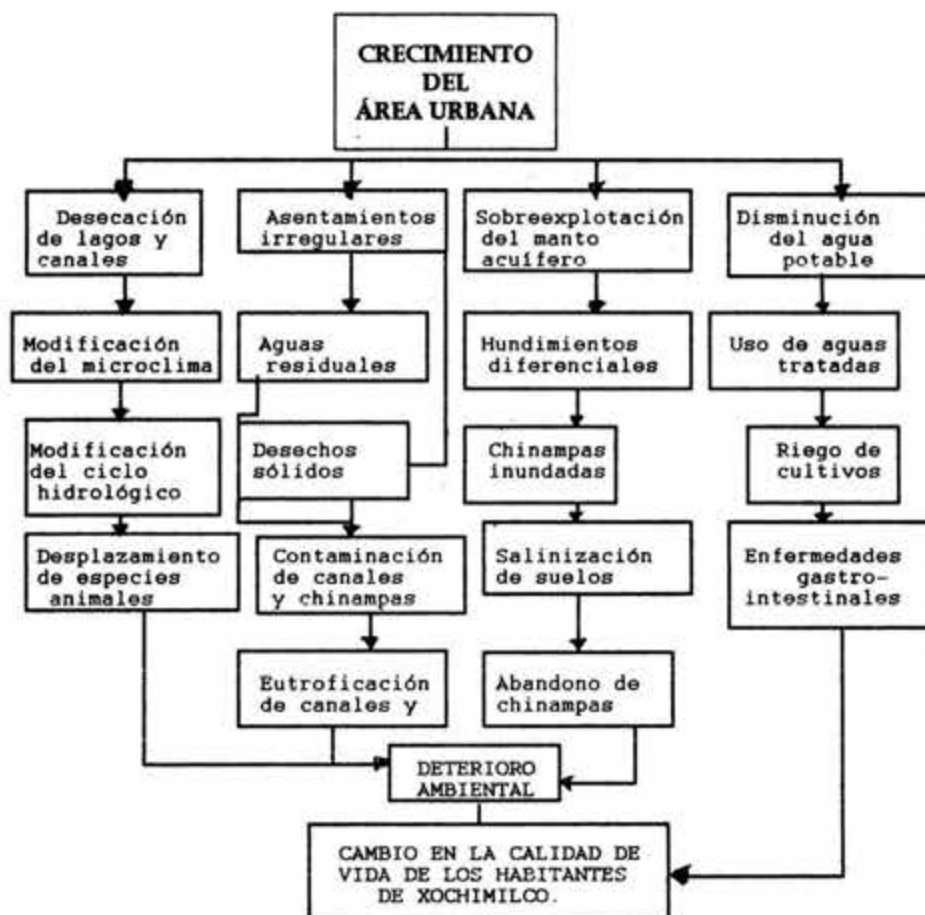 CRECIMIENTO
DEL
ÁREA URBANA
Desecación
de lagos y
canales
Asentamientos
irregulares
Sobreexplotación
del manto
acuífero
Disminución
del agua
potable
Modificación
del microclima
Aguas
residuales
Hundimientos
diferenciales
Uso de aguas
tratadas
Modificación
del ciclo
hidrológico
Desechos
sólidos
Chinampas
inundadas
Riego de
cultivos
Desplazamiento
de especies
animales
Contaminación
de canales
y chinampas
Salinización
de suelos
Enfermedades
gastro-
intestinales
Eutroficación
de canales y
Abandono de
chinampas
DETERIORO
AMBIENTAL
CAMBIO EN LA CALIDAD DE
VIDA DE LOS HABITANTES
DE XOCHIMILCO.